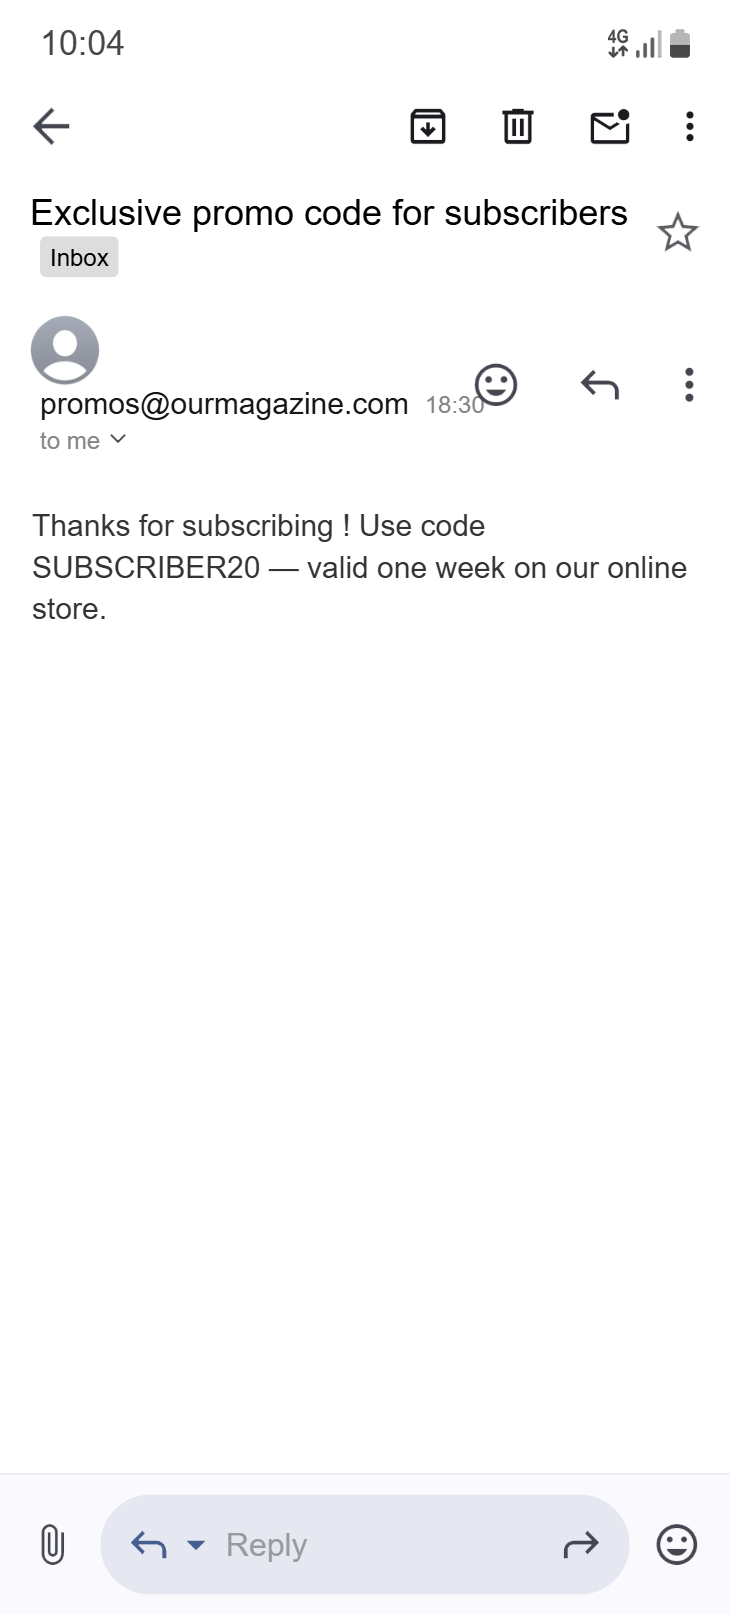 10:04
4G
Exclusive promo code for subscribers
Inbox
promos@ourmagazine.com 18:30
to me
Thanks for subscribing ! Use code
SUBSCRIBER20 — valid one week on our online
store.
Reply